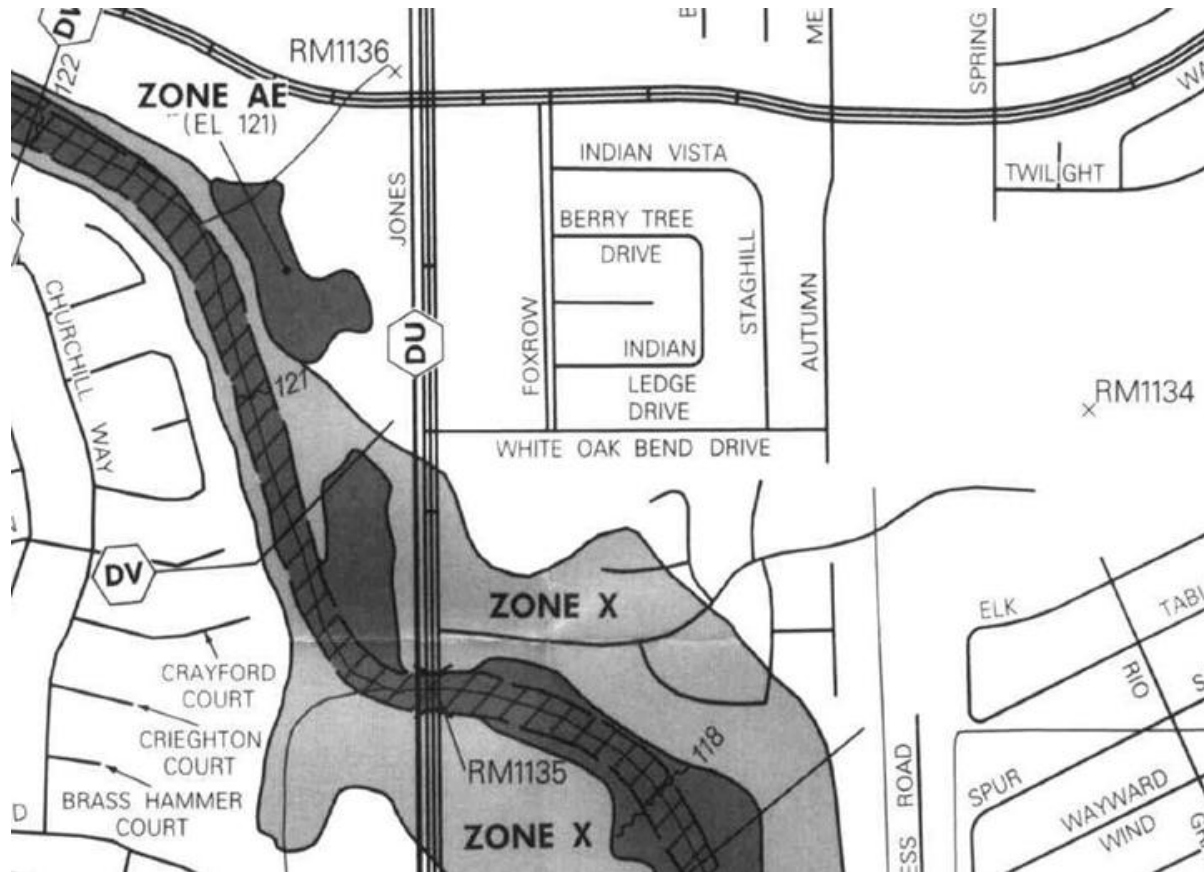 RM1136
122
ZONE AE
(EL 121)
JONES
SPRING
INDIAN VISTA
TWILIGHT
BERRY TREE
DRIVE
STAGHILL
FOXROW
AUTUMN
INDIAN
LEDGE
DRIVE
CHURCHILL WAY
DU
121
RM1134
WHITE OAK BEND DRIVE
DV
ZONE X
ELK
RIO
CRAYFORD
COURT
CRIEGHTON
COURT
BRASS HAMMER
COURT
RM1135
118
ZONE X
ESS ROAD
SPUR
WAYWARD
WIND
D